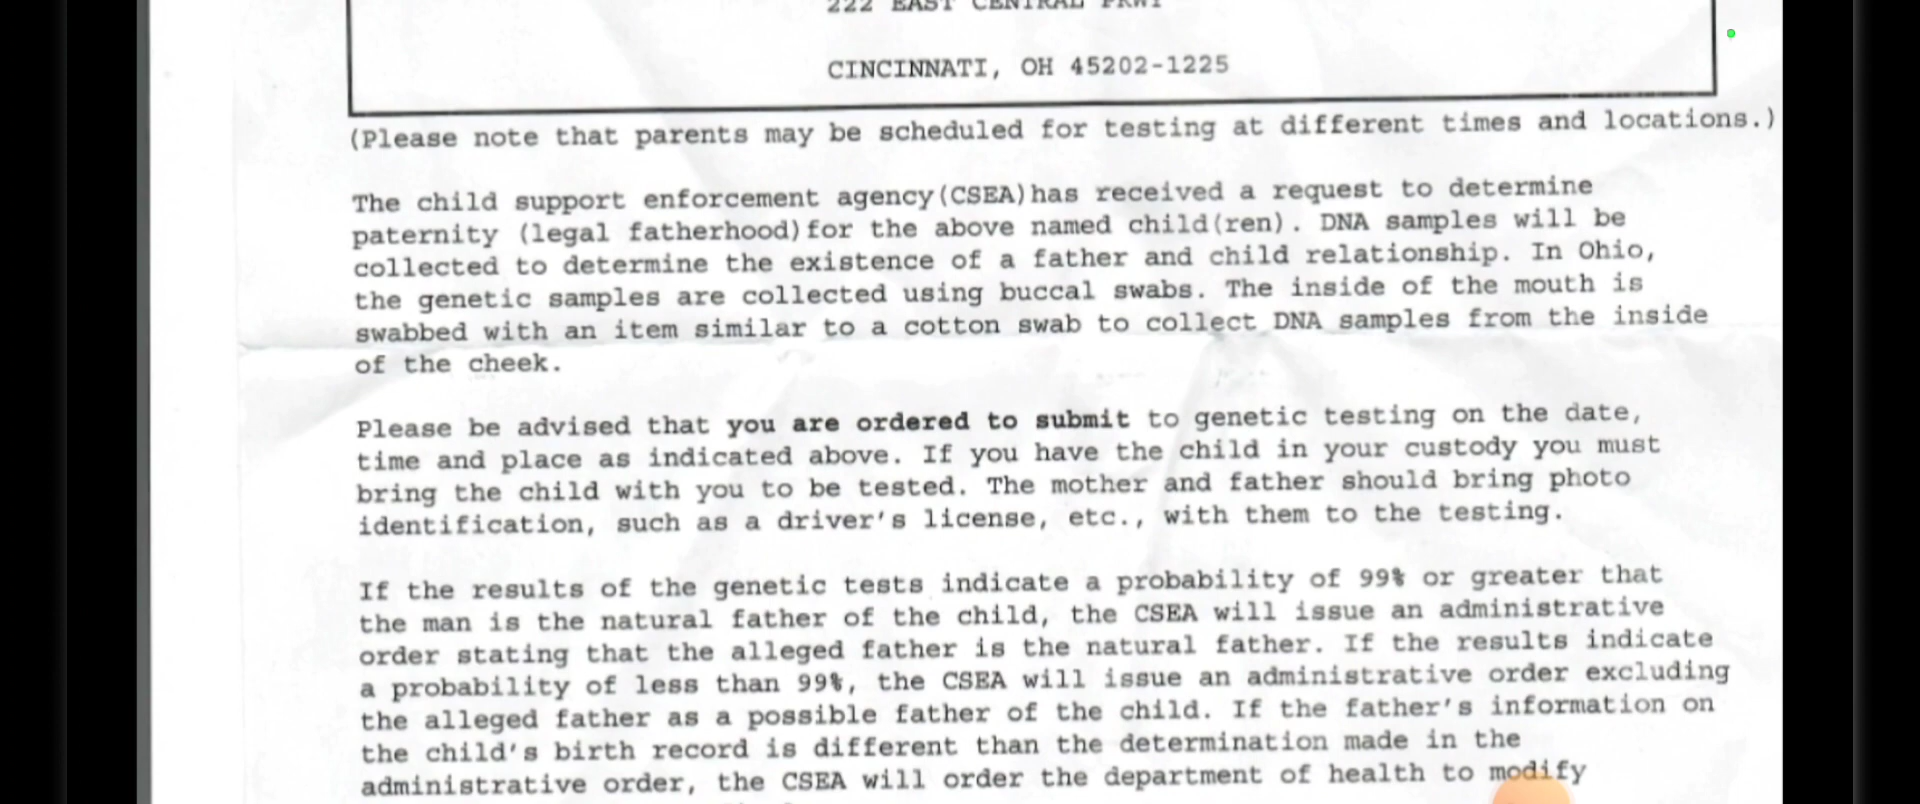 222 EAST CENTRAL PKWY
CINCINNATI, OH 45202-1225
(Please note that parents may be scheduled for testing at different times and locations.)
The child support enforcement agency(CSEA)has received a request to determine
paternity (legal fatherhood)for the above named child(ren). DNA samples will be
collected to determine the existence of a father and child relationship. In Ohio,
the genetic samples are collected using buccal swabs. The inside of the mouth is
swabbed with an item similar to a cotton swab to collect DNA samples from the inside
of the cheek.
Please be advised that you are ordered to submit to genetic testing on the date,
time and place as indicated above. If you have the child in your custody you must
bring the child with you to be tested. The mother and father should bring photo
identification, such as a driver's license, etc., with them to the testing.
If the results of the genetic tests indicate a probability of 99% or greater that
the man is the natural father of the child, the CSEA will issue an administrative
order stating that the alleged father is the natural father. If the results indicate
a probability of less than 99%, the CSEA will issue an administrative order excluding
the alleged father as a possible father of the child. If the father's information on
the child's birth record is different than the determination made in the
administrative order, the CSEA will order the department of health to modify